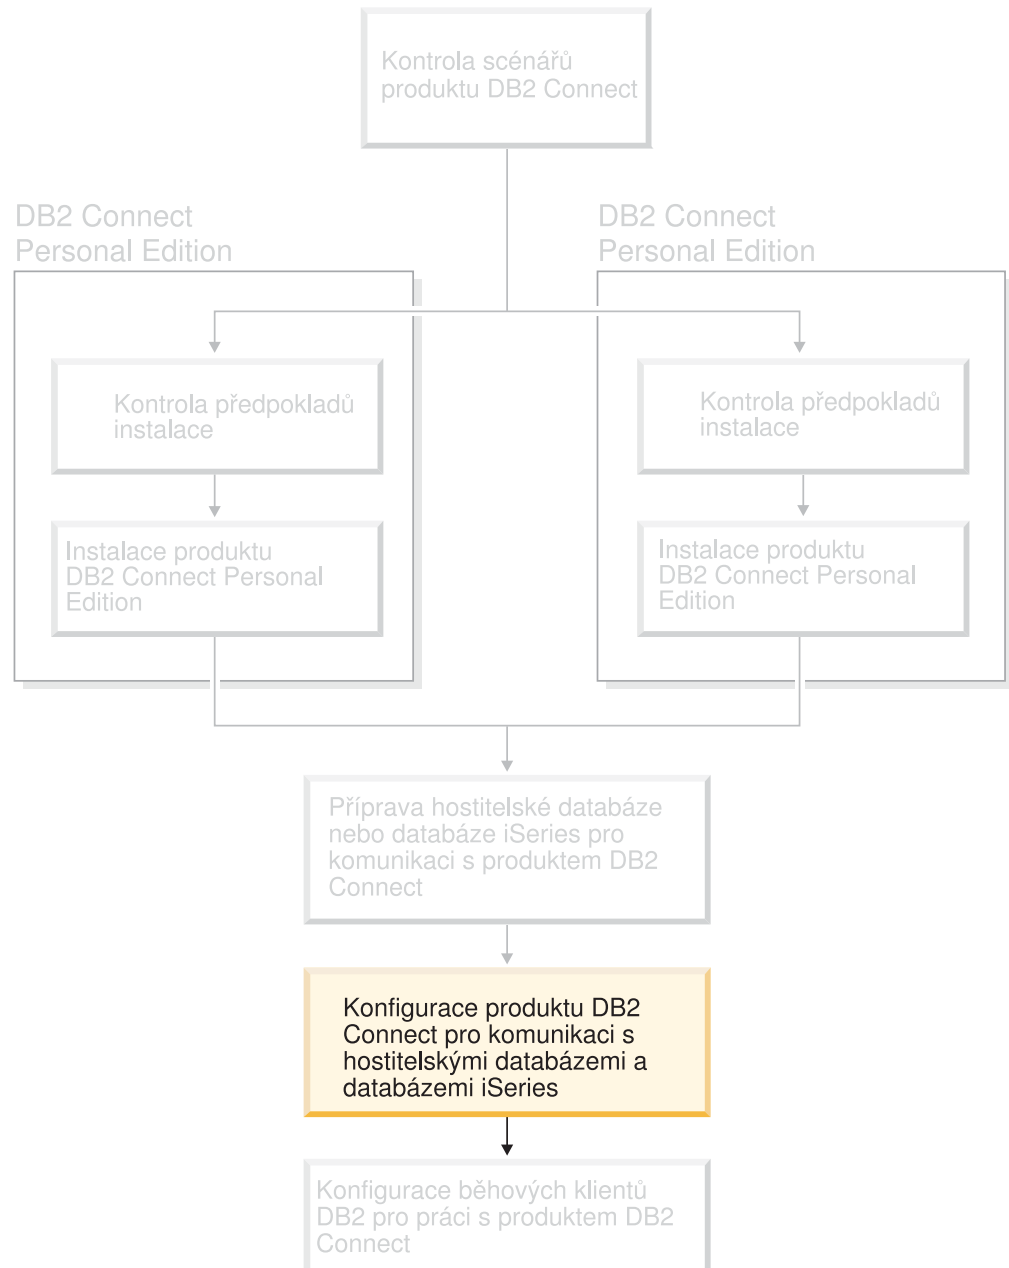 Kontrola scénářů
produktu DB2 Connect
DB2 Connect
Personal Edition
Kontrola předpokladů
instalace
Instalace produktu
DB2 Connect Personal
Edition
DB2 Connect
Personal Edition
Kontrola předpokladů
instalace
Instalace produktu
DB2 Connect Personal
Edition
Příprava hostitelské databáze
nebo databáze iSeries pro
komunikaci s produktem DB2
Connect
Konfigurace produktu DB2
Connect pro komunikaci s
hostitelskými databázemi a
databázemi iSeries
Konfigurace běhových klientů
DB2 pro práci s produktem DB2
Connect